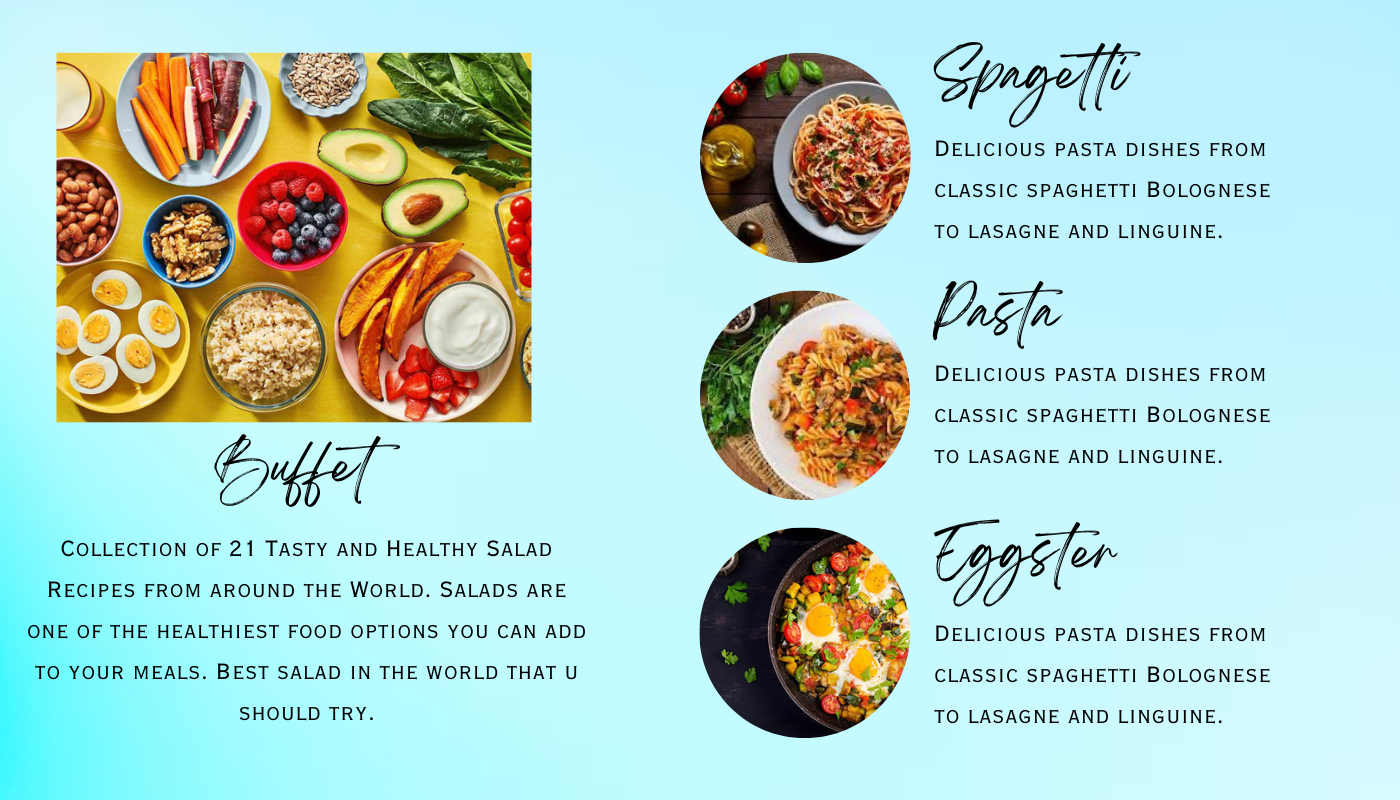 Buffet
Collection of 21 Tasty and Healthy Salad
Recipes from around the World. Salads are
one of the healthiest food options you can add
to your meals. Best salad in the world that u
should try.
Spagetti
Delicious pasta dishes from
classic spaghetti Bolognese
to lasagne and linguine.
Pasta
Delicious pasta dishes from
classic spaghetti Bolognese
to lasagne and linguine.
Eggster
Delicious pasta dishes from
classic spaghetti Bolognese
to lasagne and linguine.